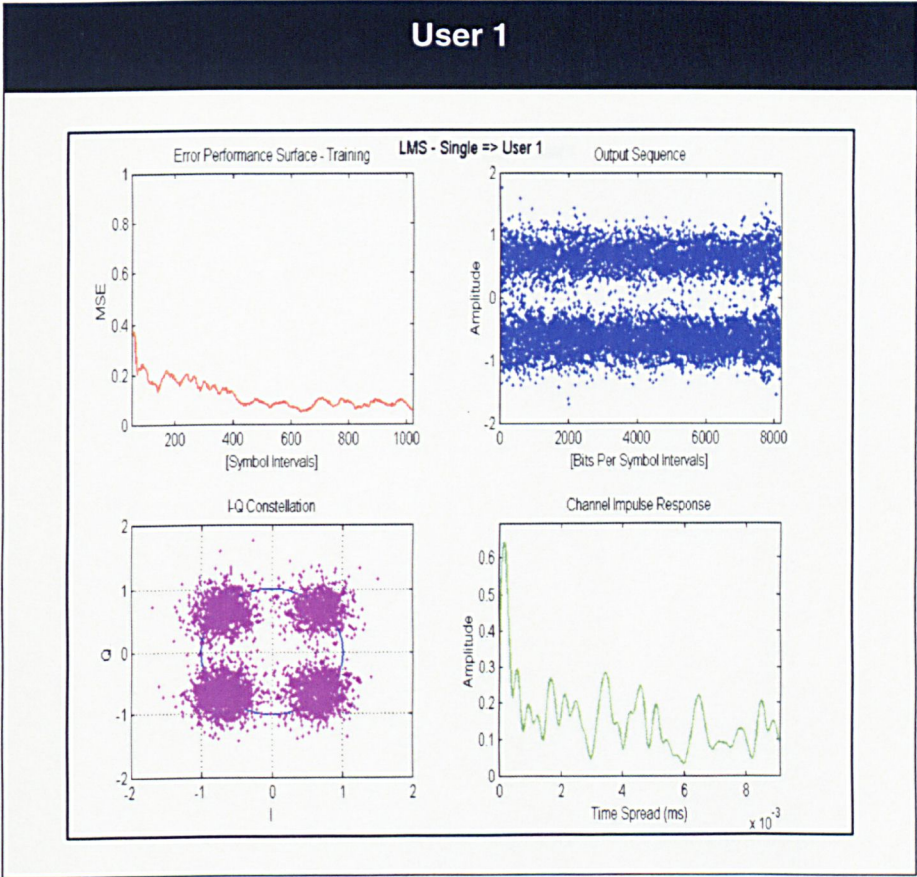 User 1
LMS - Single => User 1
Error Performance Surface - Training
1
0.8
0.6
0.4
0.2
0
MSE
200 400 600 800 1000
[Symbol Intervals]
Output Sequence
2
1
0
-1
-2
Amplitude
0 2000 4000 6000 8000
[Bits Per Symbol Intervals]
I-Q Constellation
2
1
0
-1
-2
Q
-2 -1 0 1 2
I
Channel Impulse Response
0.6
0.5
0.4
0.3
0.2
0.1
0
Amplitude
0 2 4 6 8
Time Spread (ms)
x 10⁻³